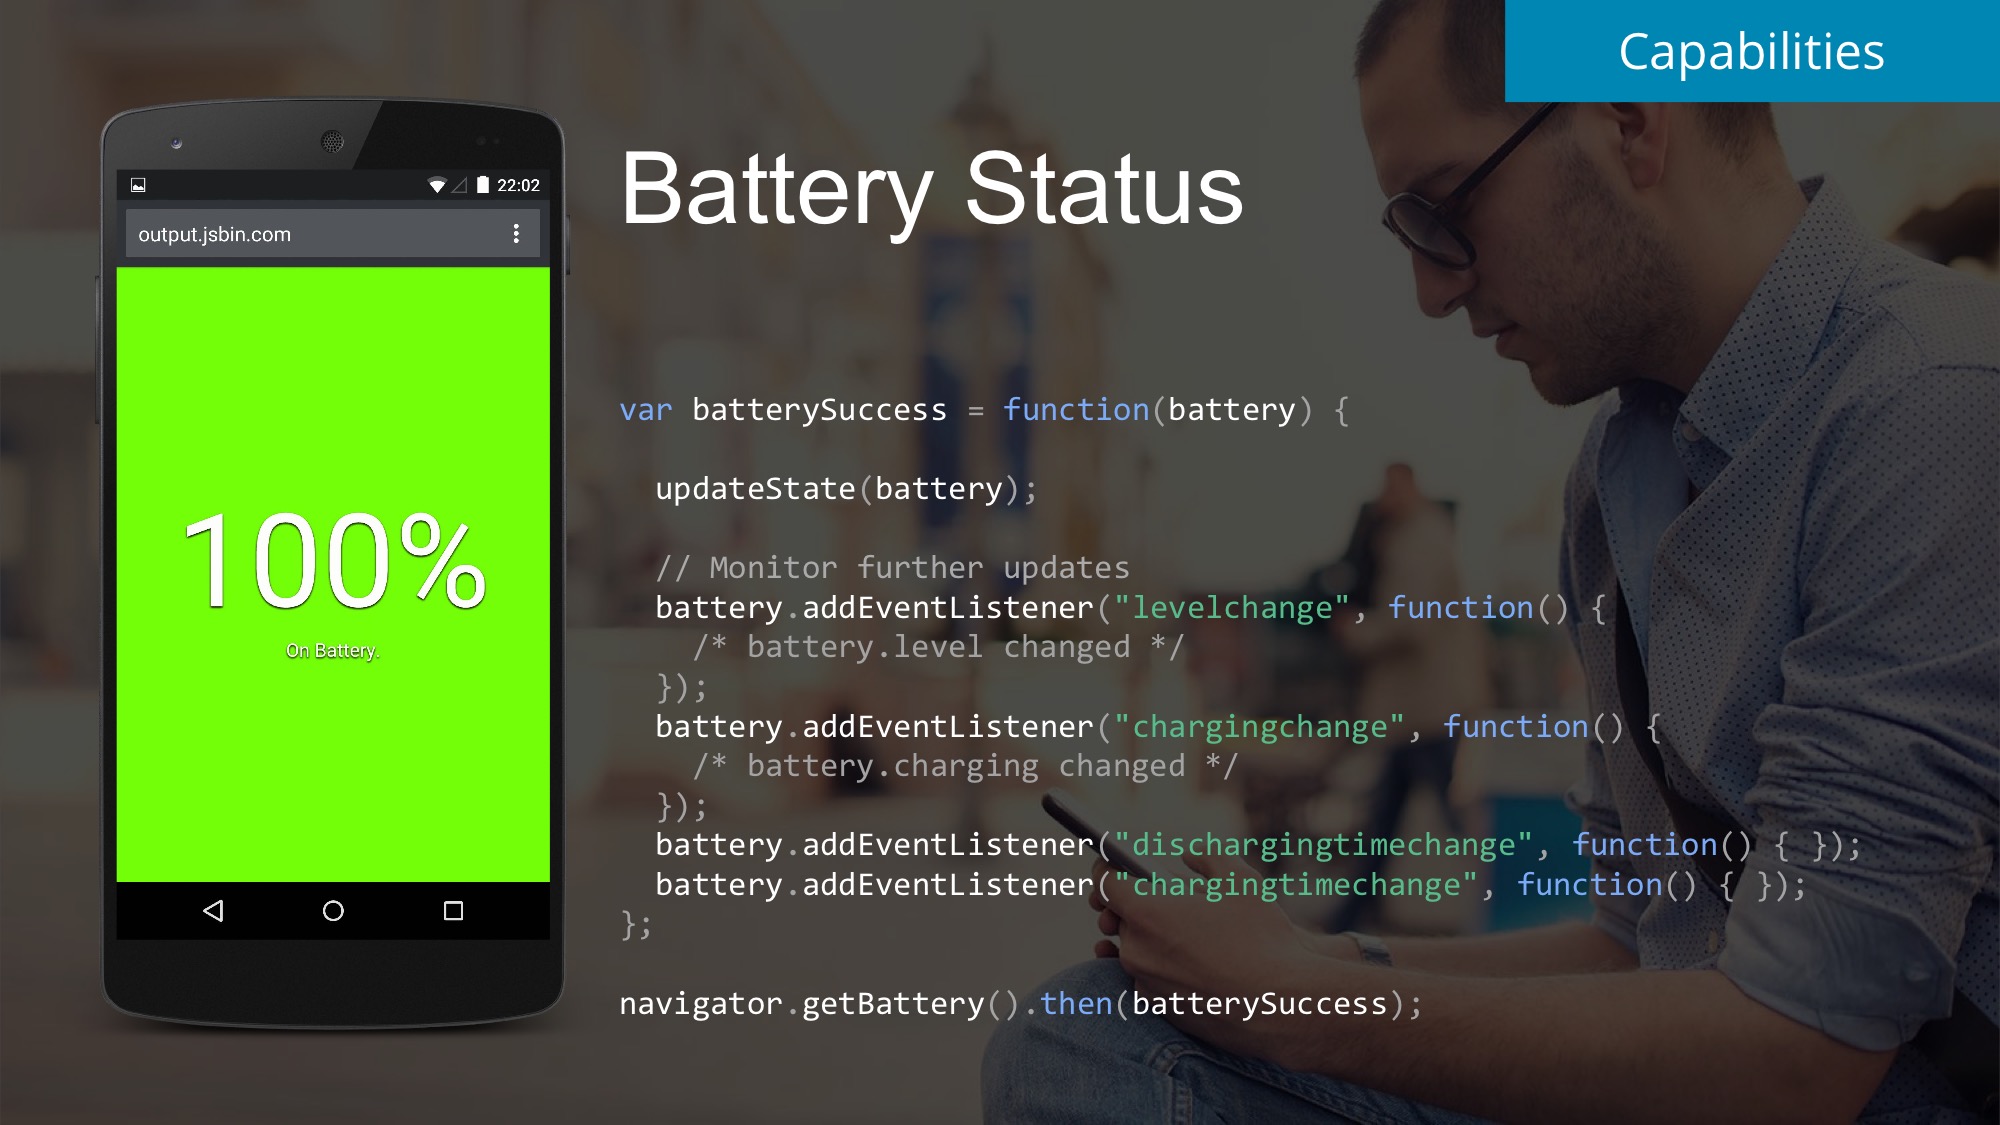 Capabilities
Battery Status
22:02
output.jsbin.com
100%
On Battery.
var batterySuccess = function(battery) {
updateState(battery);
// Monitor further updates
battery.addEventListener("levelchange", function() {
/* battery.level changed */
});
battery.addEventListener("chargingchange", function() {
/* battery.charging changed */
});
battery.addEventListener("dischargingtimechange", function() { });
battery.addEventListener("chargingtimechange", function() { });
};
navigator.getBattery().then(batterySuccess);